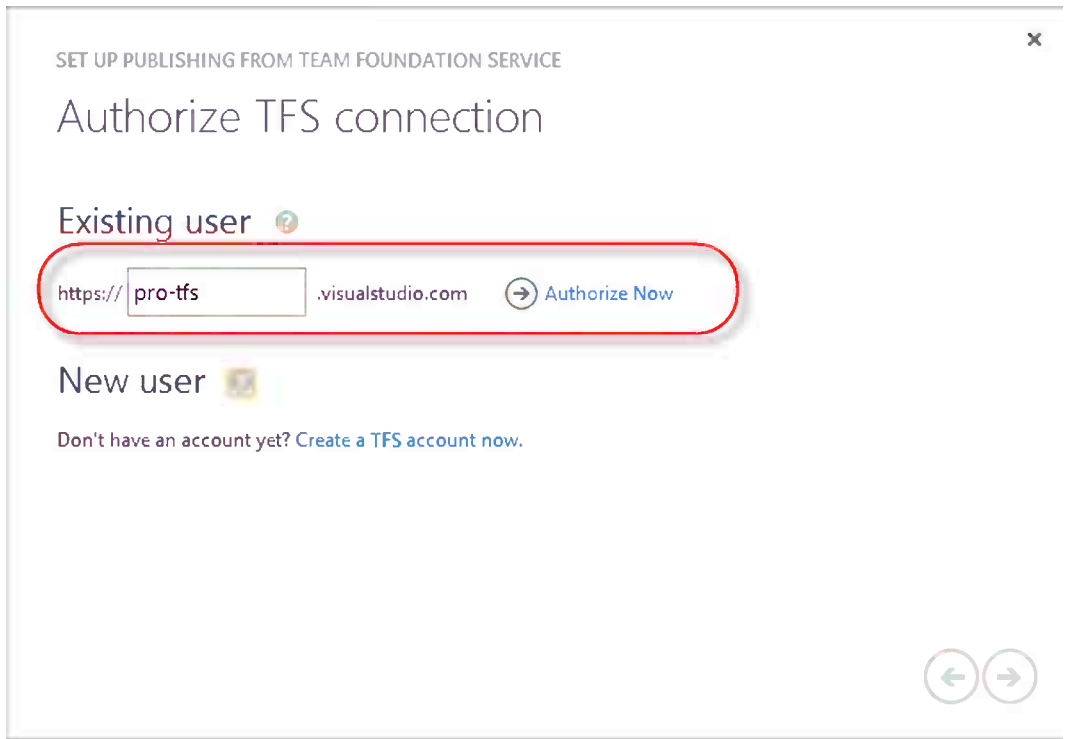 SET UP PUBLISHING FROM TEAM FOUNDATION SERVICE
Authorize TFS connection
Existing user ?
https:// pro-tfs .visualstudio.com Authorize Now
New user
Don't have an account yet? Create a TFS account now.